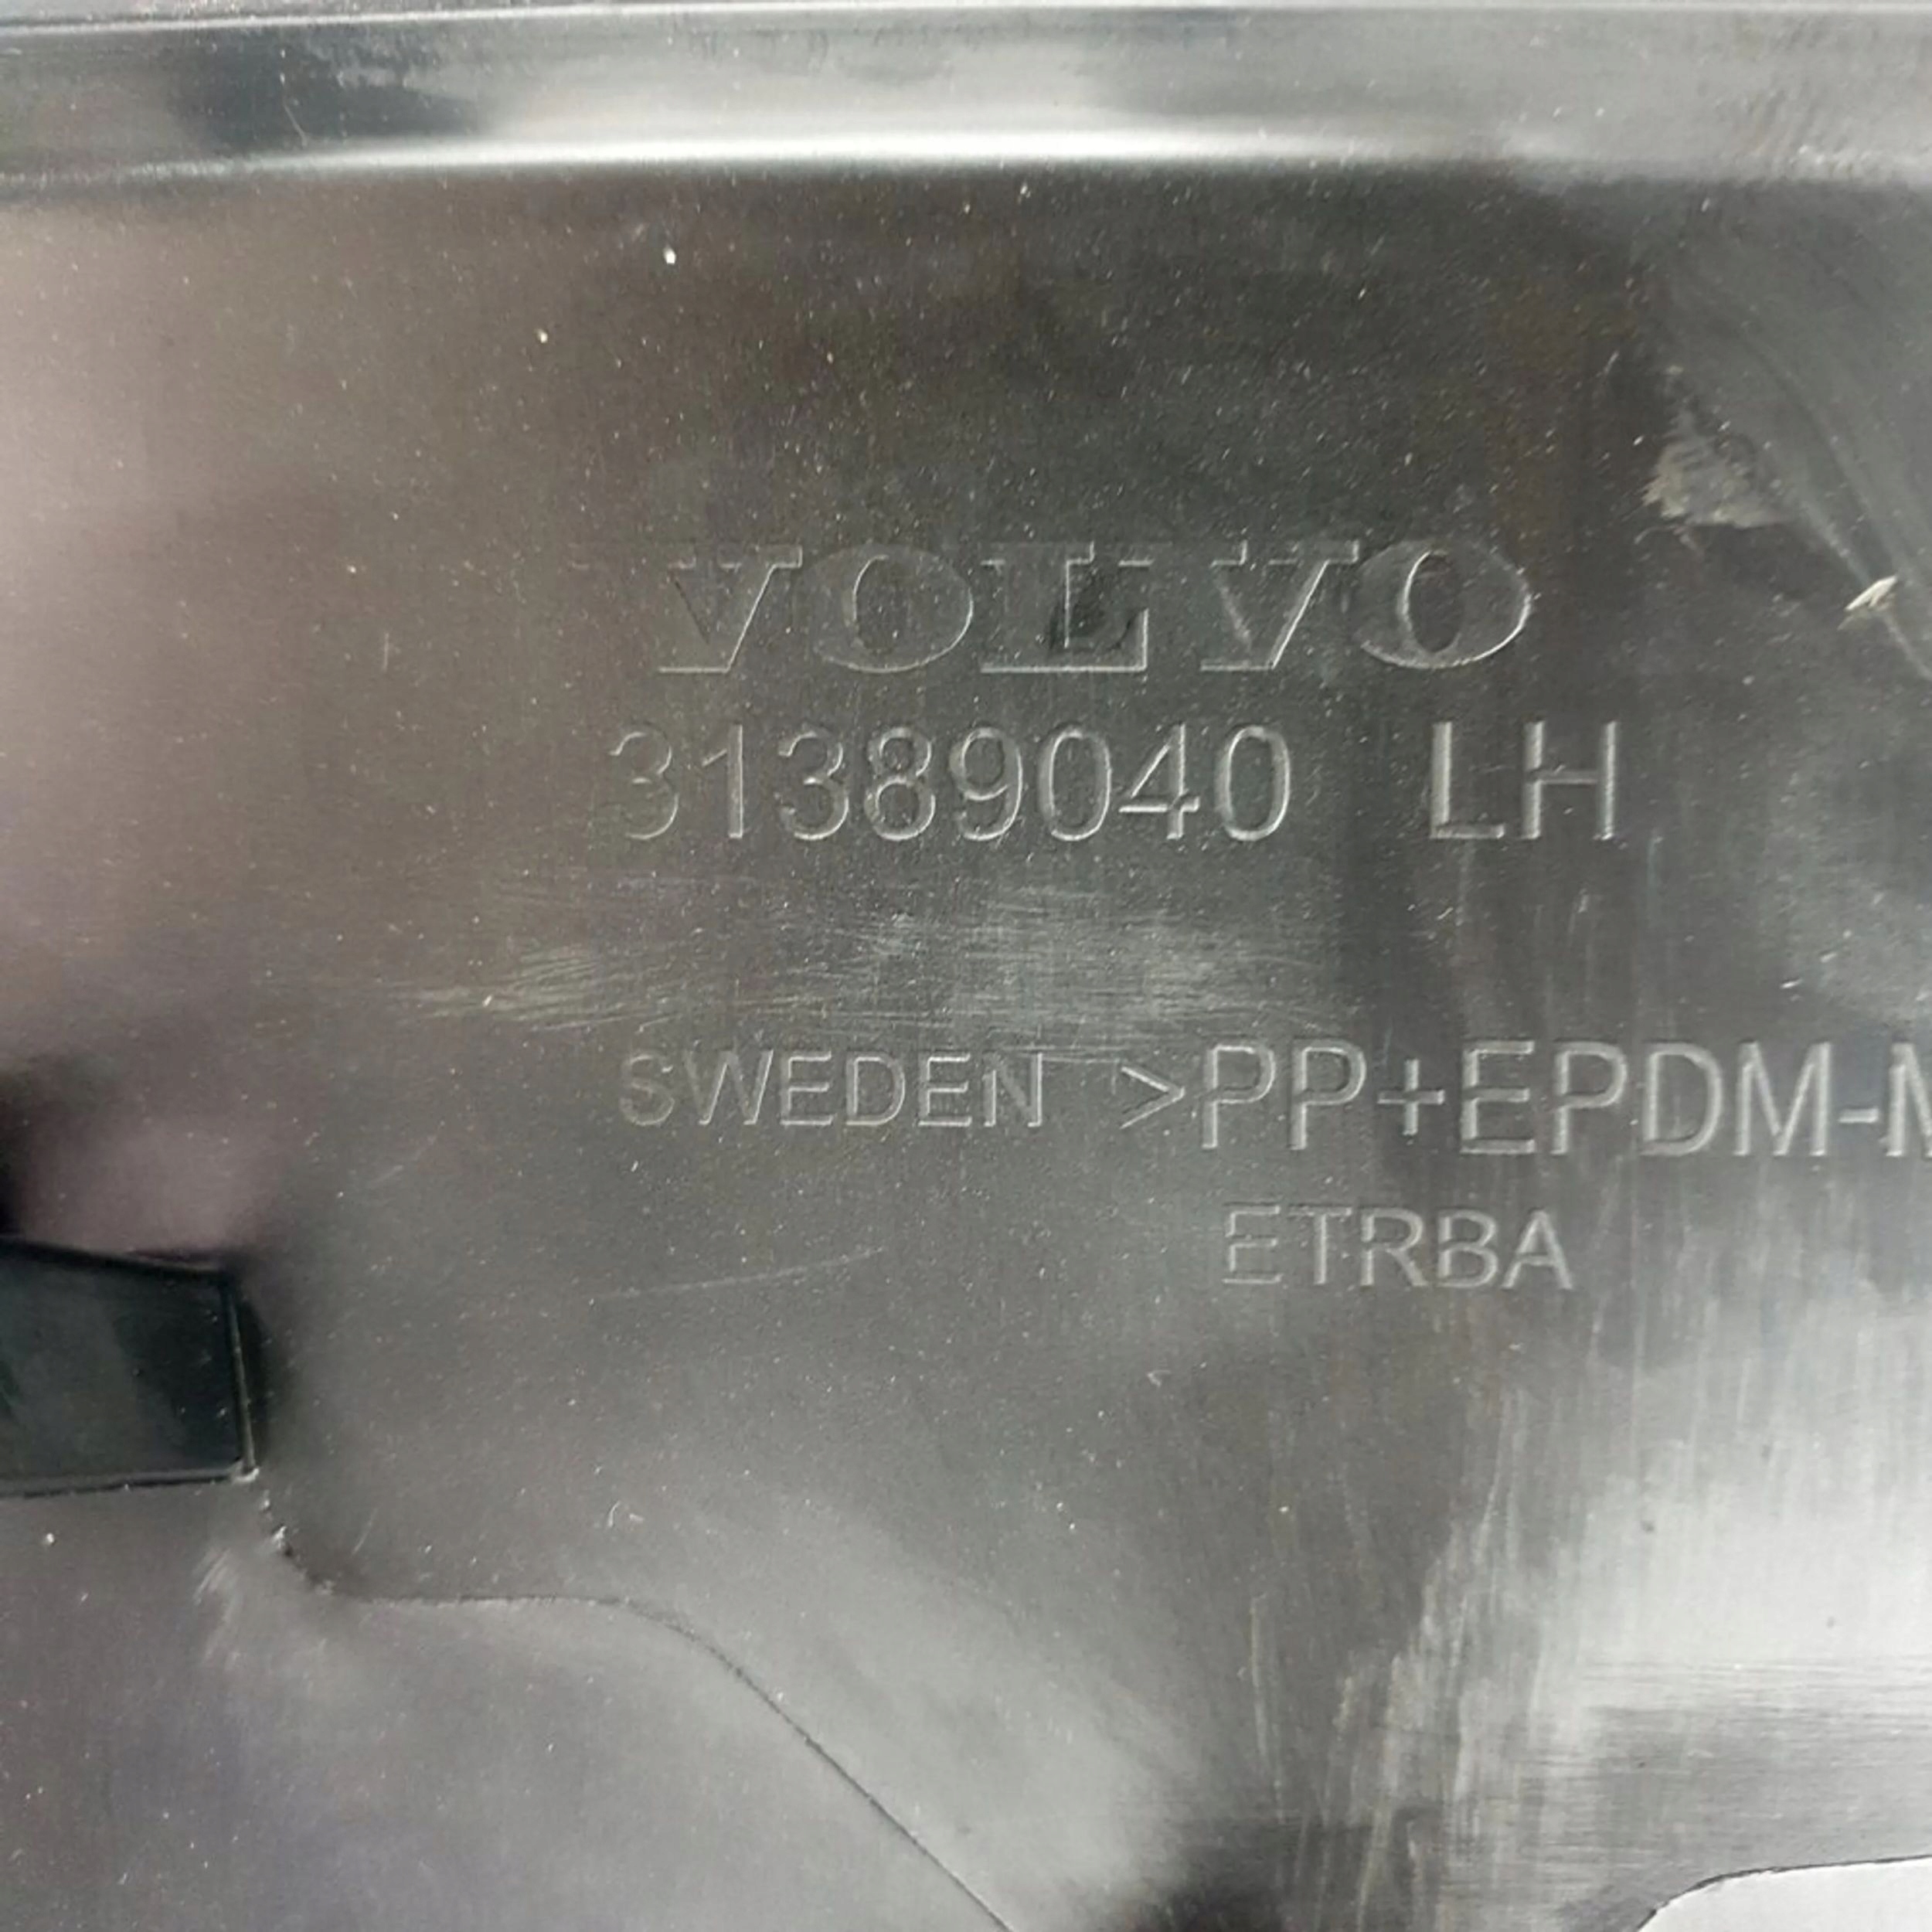 VOLVO
31389040 LH
SWEDEN >PP+EPDM-M
ETRBA